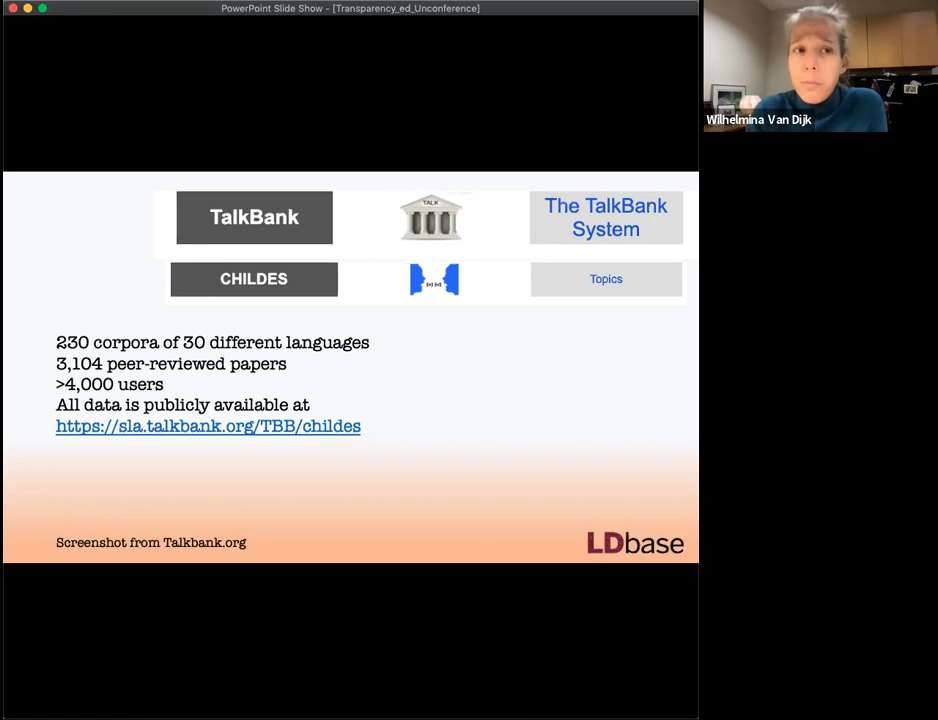 PowerPoint Slide Show - [Transparency_ed_Unconference]
Wilhelmina Van Dijk
TalkBank
TALK
The TalkBank System
CHILDES
Topics
230 corpora of 30 different languages
3,104 peer-reviewed papers
>4,000 users
All data is publicly available at
https://sla.talkbank.org/TBB/childes
Screenshot from Talkbank.org
LDbase